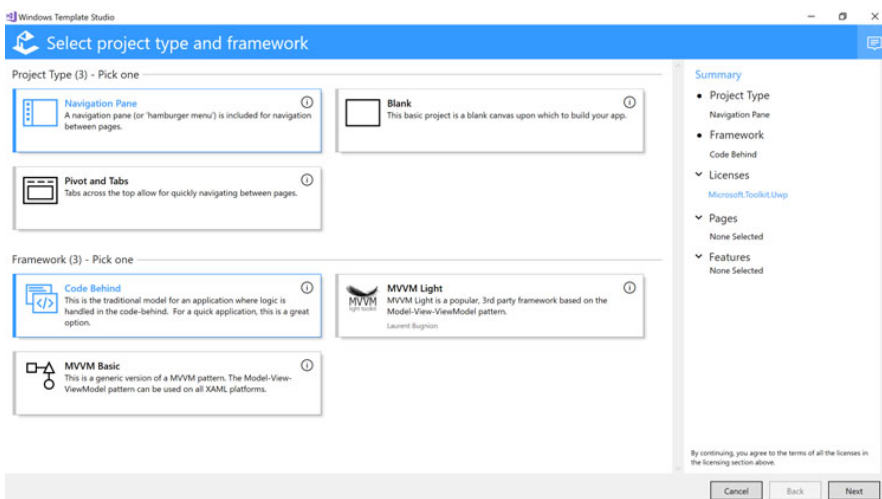 Windows Template Studio
Select project type and framework
Project Type (3) - Pick one
Navigation Pane
A navigation pane (or 'hamburger menu') is included for navigation
between pages.
Blank
This basic project is a blank canvas upon which to build your app.
Pivot and Tabs
Tabs across the top allow for quickly navigating between pages.
Framework (3) - Pick one
Code Behind
This is the traditional model for an application where logic is
handled in the code-behind. For a quick application, this is a great
option.
MVVM
light toolkit
MVVM Light
MVVM Light is a popular, 3rd party framework based on the
Model-View-ViewModel pattern.
Laurent Bugnion
MVVM Basic
This is a generic version of a MVVM pattern. The Model-View-
ViewModel pattern can be used on all XAML platforms.
Summary
Project Type
Navigation Pane
Framework
Code Behind
Licenses
Microsoft.Toolkit.Uwp
Pages
None Selected
Features
None Selected
By continuing, you agree to the terms of all the licenses in
the licensing section above.
Cancel
Back
Next